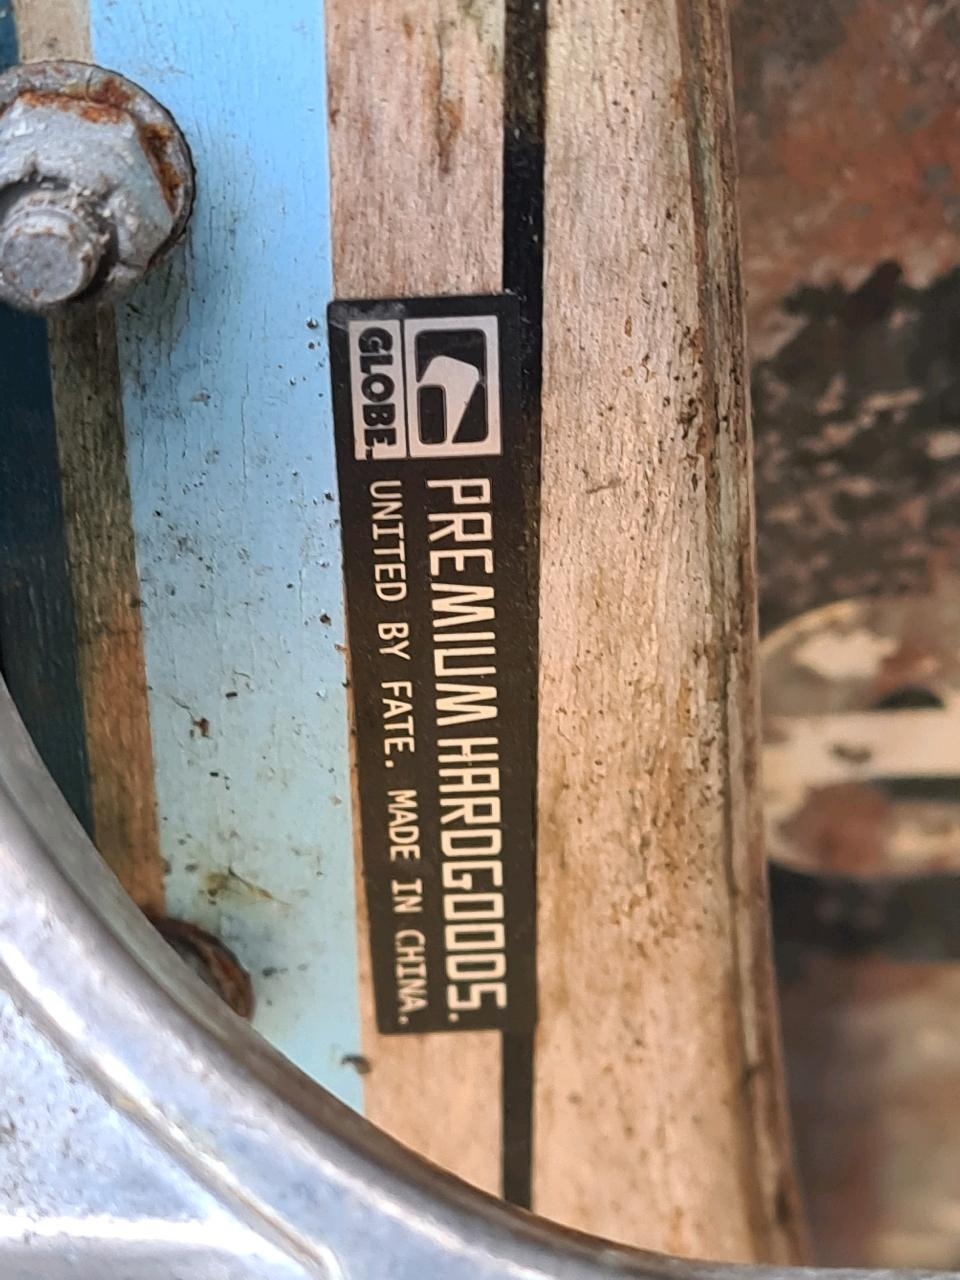 GLOBE
PREMIUM HARDGOODS.
UNITED BY FATE. MADE IN CHINA.